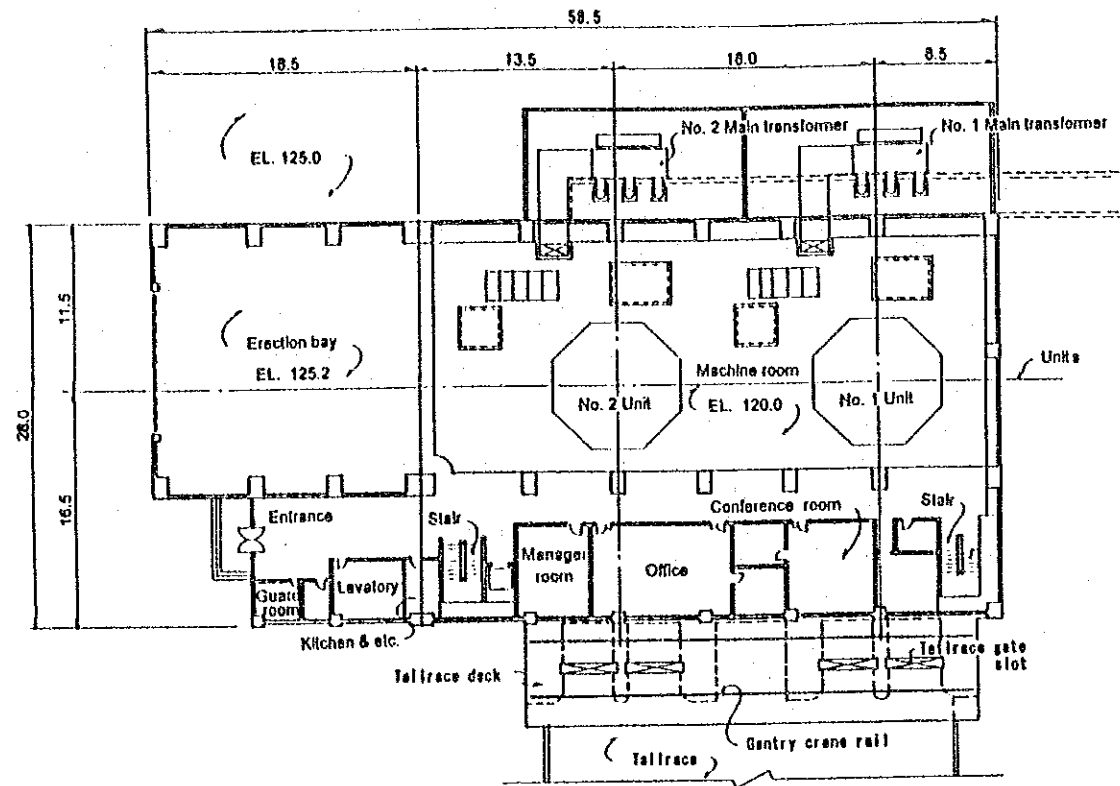 58.5
18.5
13.5
18.0
8.5
No. 2 Main transformer
No. 1 Main transformer
EL. 125.0
11.5
28.0
16.5
Erection bay
EL. 125.2
Machine room
EL. 120.0
No. 2 Unit
No. 1 Unit
Units
Entrance
Stair
Conference room
Stair
Manager
room
Office
Lavatory
Guard
room
Kitchen & etc.
Tailrace deck
Tailrace gate
slot
Gantry crane rail
Tailrace